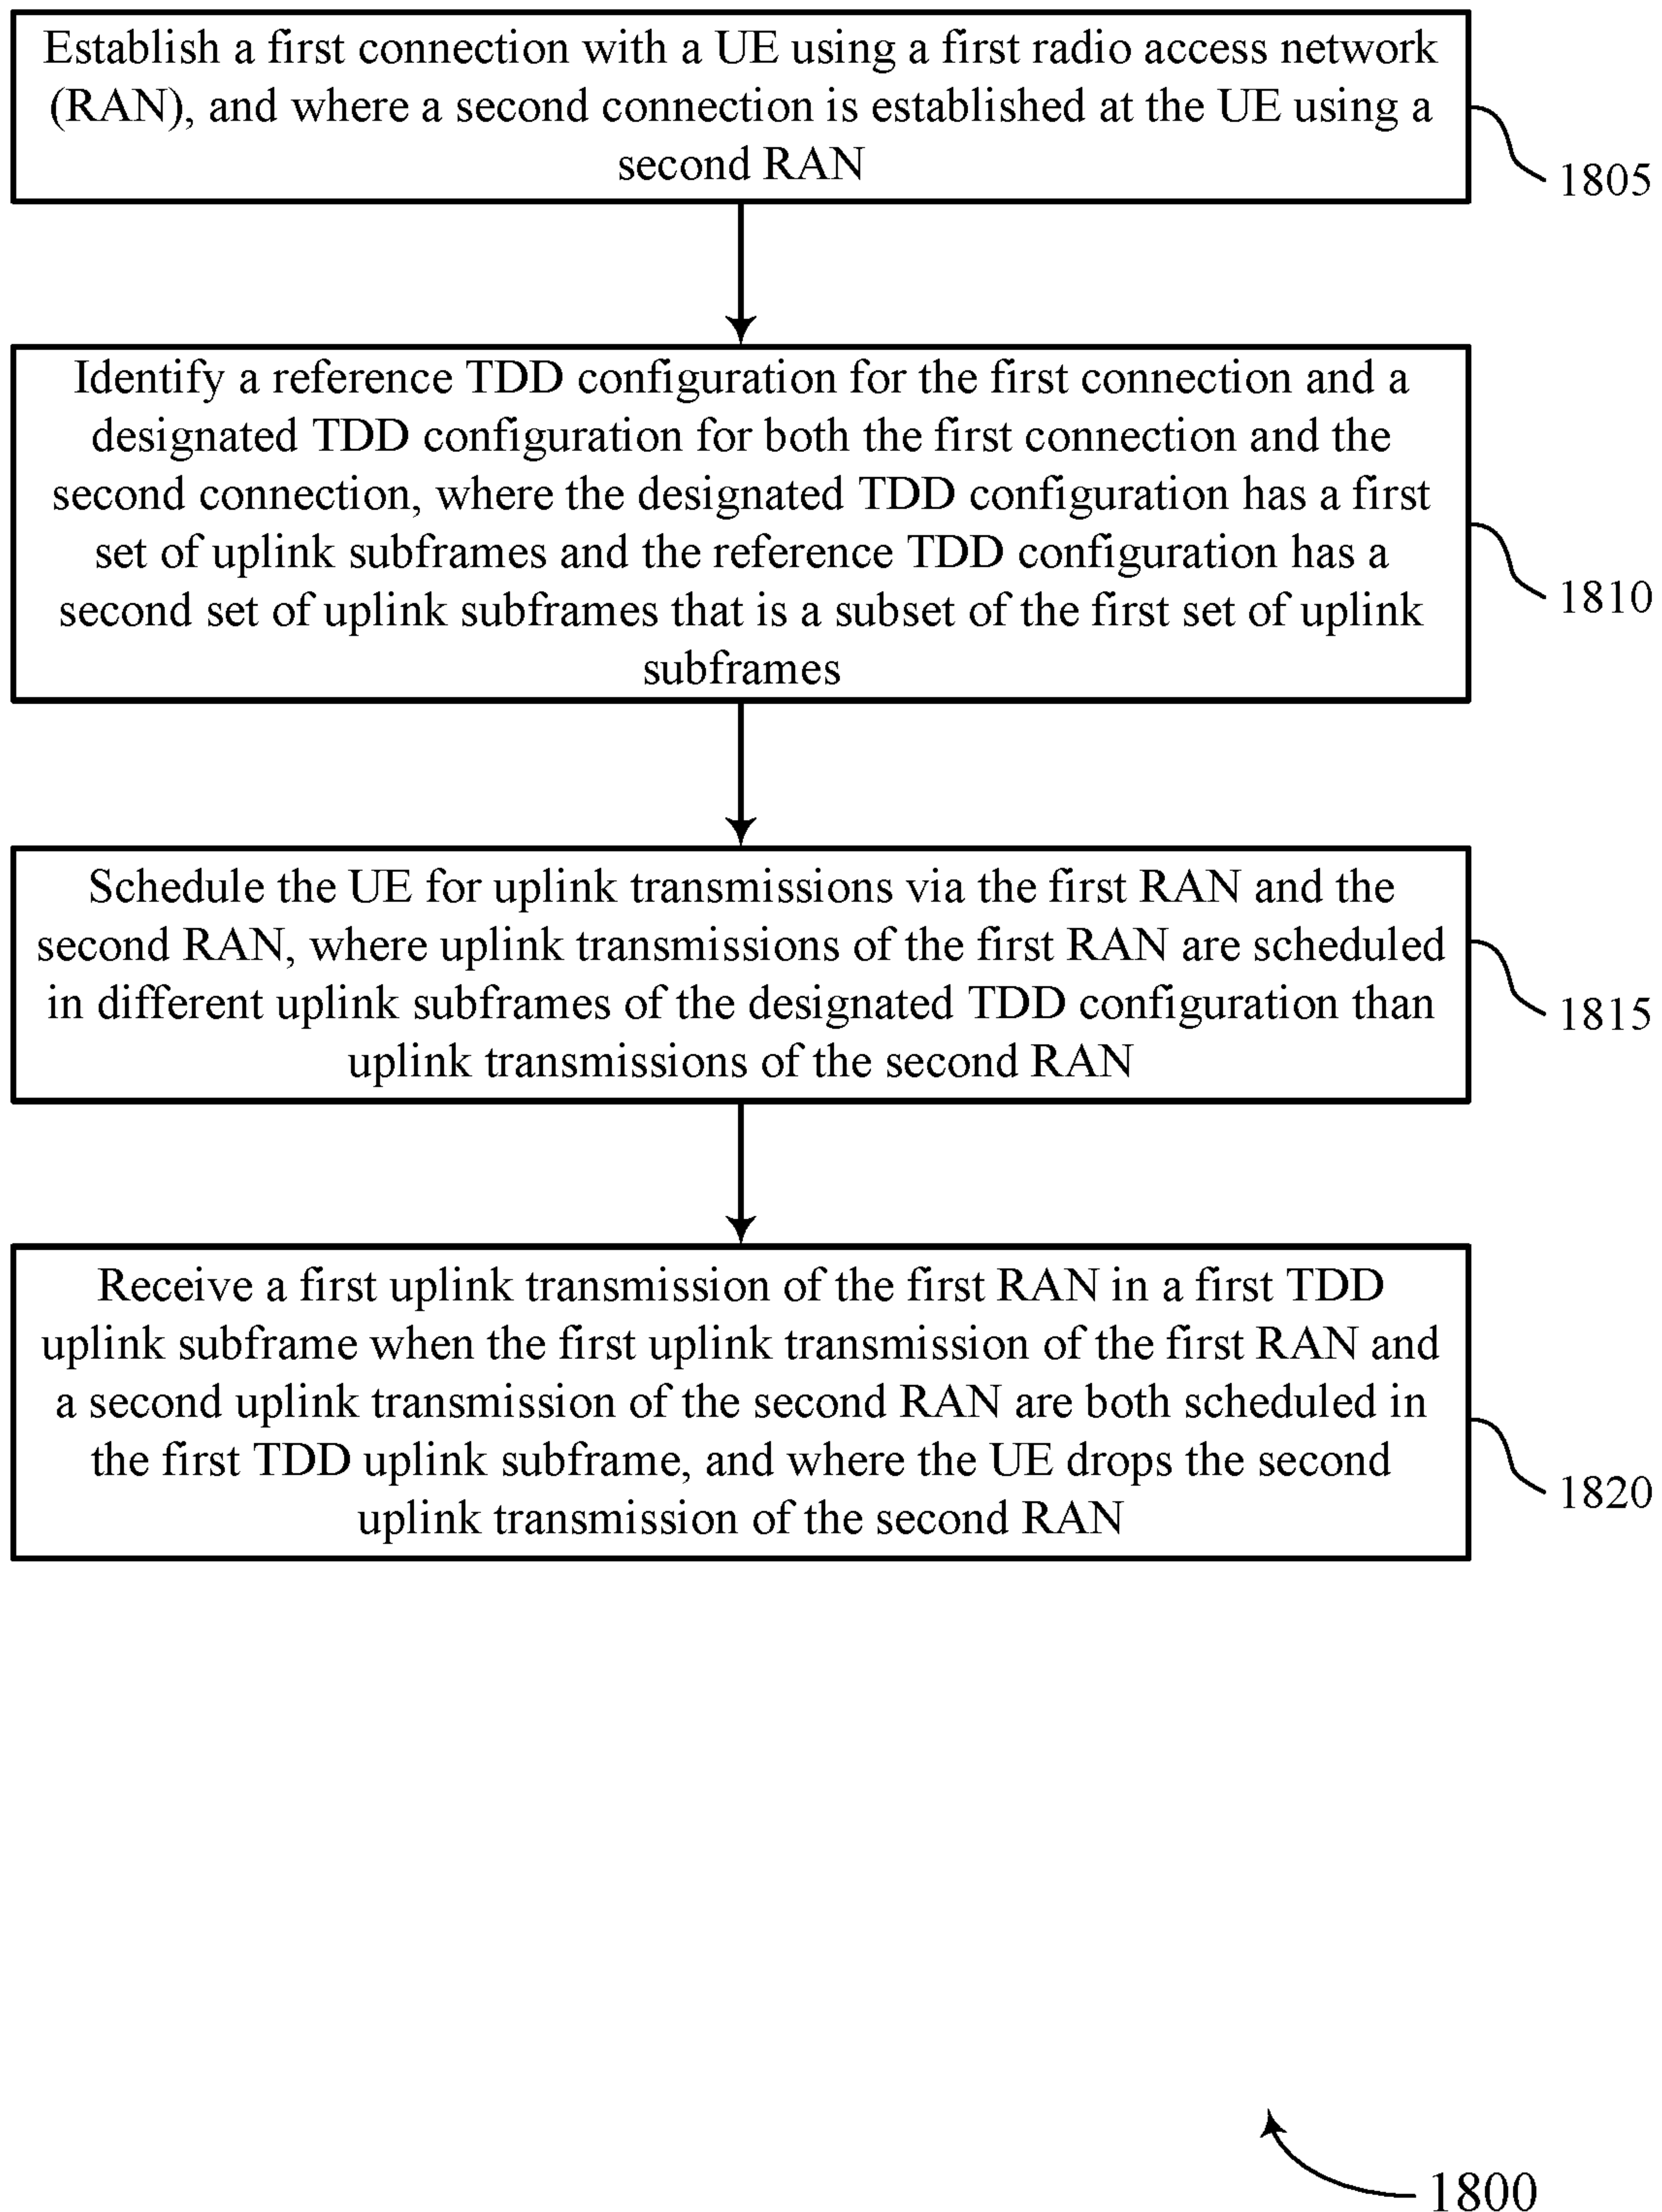 Establish a first connection with a UE using a first radio access network
(RAN), and where a second connection is established at the UE using a
second RAN
1805
Identify a reference TDD configuration for the first connection and a
designated TDD configuration for both the first connection and the
second connection, where the designated TDD configuration has a first
set of uplink subframes and the reference TDD configuration has a
second set of uplink subframes that is a subset of the first set of uplink
subframes
1810
Schedule the UE for uplink transmissions via the first RAN and the
second RAN, where uplink transmissions of the first RAN are scheduled
in different uplink subframes of the designated TDD configuration than
uplink transmissions of the second RAN
1815
Receive a first uplink transmission of the first RAN in a first TDD
uplink subframe when the first uplink transmission of the first RAN and
a second uplink transmission of the second RAN are both scheduled in
the first TDD uplink subframe, and where the UE drops the second
uplink transmission of the second RAN
1820
1800